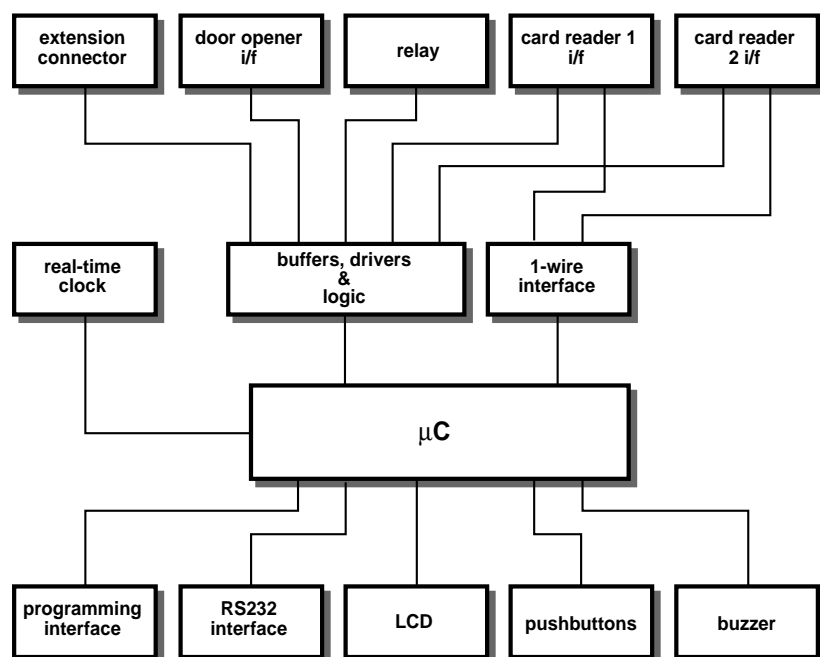 extension
connector
door opener
i/f
relay
card reader 1
i/f
card reader
2 i/f
real-time
clock
buffers, drivers
&
logic
1-wire
interface
μC
programming
interface
RS232
interface
LCD
pushbuttons
buzzer